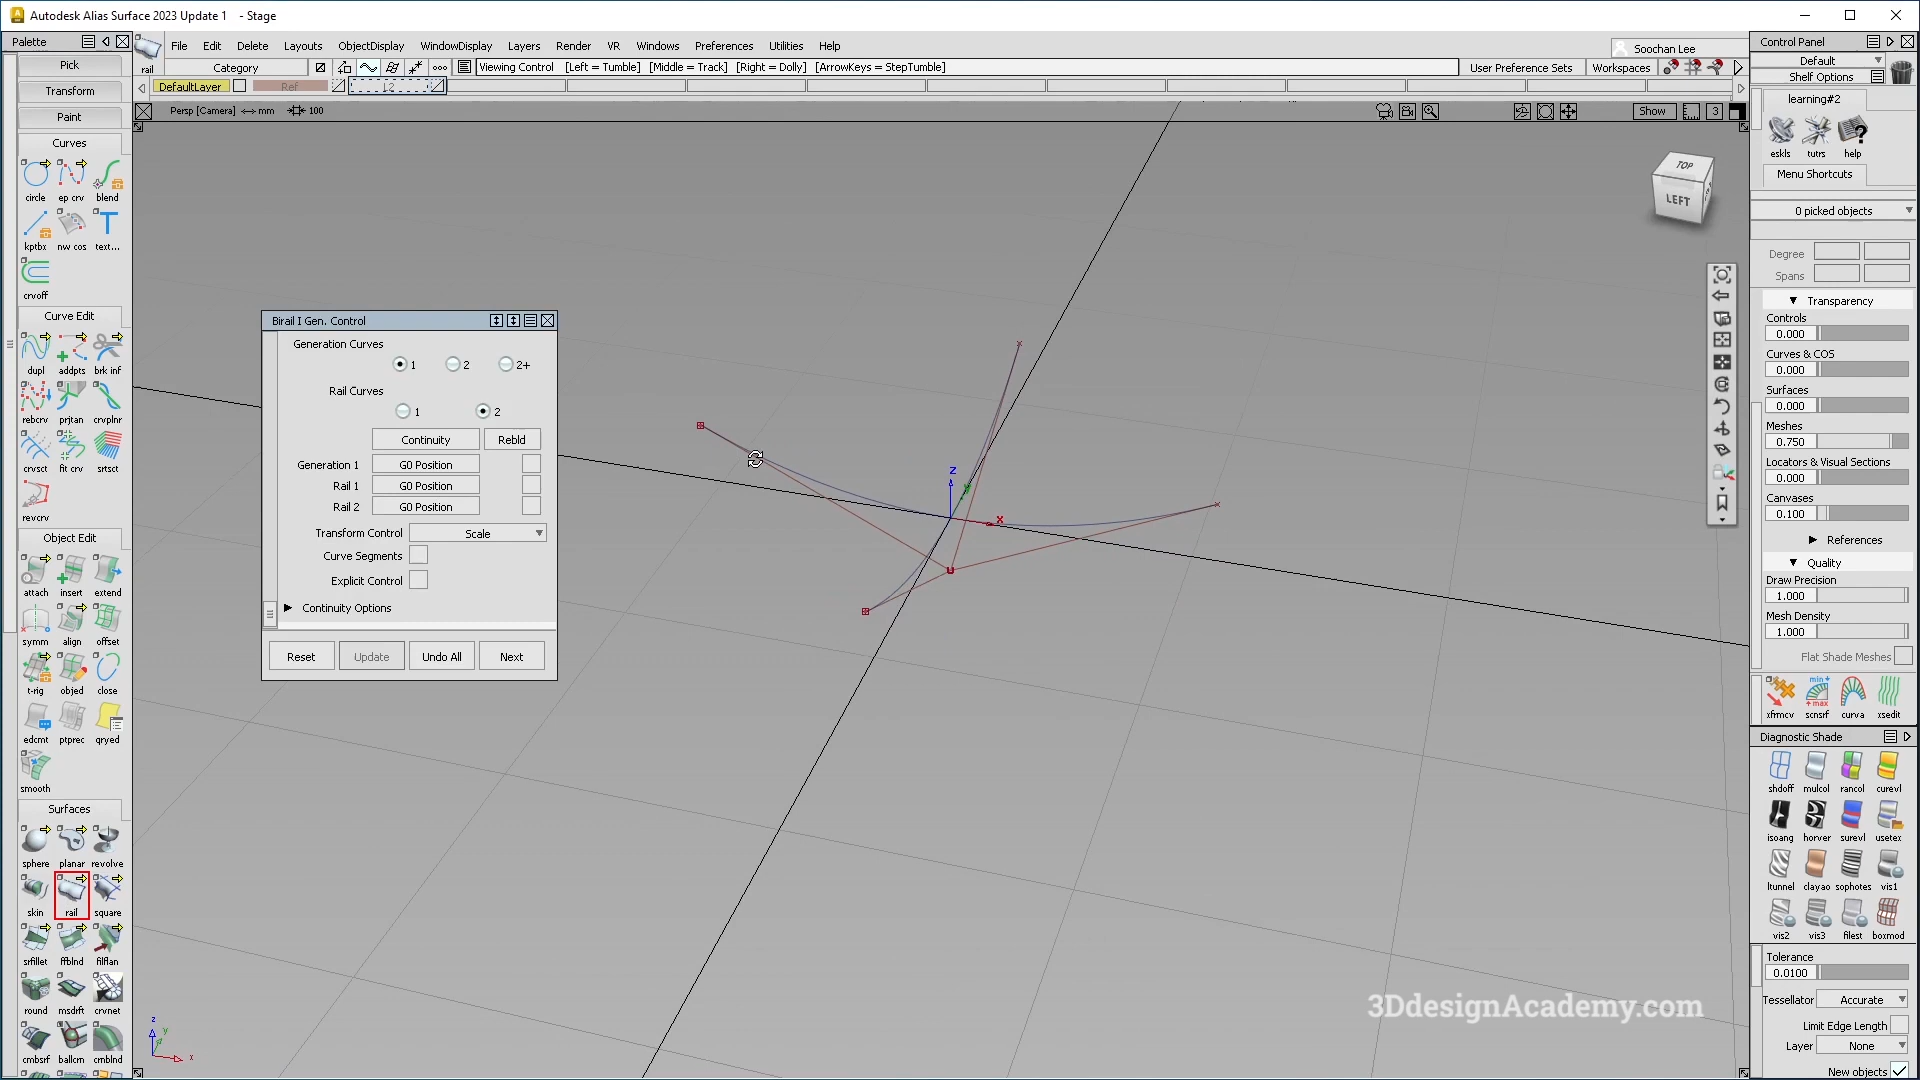 Autodesk Alias Surface 2023 Update 1 - Stage
Palette
File Edit Delete Layouts ObjectDisplay WindowDisplay Layers Render VR Windows Preferences Utilities Help
Soochan Lee
rail
Category
Viewing Control [Left = Tumble] [Middle = Track] [Right = Dolly] [ArrowKeys = StepTumble]
User Preference Sets
Workspaces
DefaultLayer
Ref
L2
Persp [Camera] mm 100
Show
3
Pick
Transform
Paint
Curves
circle ep crv blend
kptbx nw cos text...
crvoff
Curve Edit
dupl addpts brk inf
rebcrv prjtan crvplnr
crvsct fit crv srtsct
revcrv
Object Edit
attach insert extend
symm align offset
t-rig objed close
edcmt ptprec qryed
smooth
Surfaces
sphere planar revolve
skin rail square
srfillet ffblnd filflan
round msdrft crvnet
cmbsrf ballcrn cmblnd
Birail I Gen. Control
Generation Curves
1 2 2+
Rail Curves
1 2
Continuity Rebld
Generation 1 G0 Position
Rail 1 G0 Position
Rail 2 G0 Position
Transform Control Scale
Curve Segments
Explicit Control
Continuity Options
Reset Update Undo All Next
z
y
x
u
TOP
LEFT
z
y
x
3DdesignAcademy.com
Control Panel
Default
Shelf Options
learning#2
eskls tutrs help
Menu Shortcuts
0 picked objects
Degree
Spans
Transparency
Controls
0.000
Curves & COS
0.000
Surfaces
0.000
Meshes
0.750
Locators & Visual Sections
0.000
Canvases
0.100
References
Quality
Draw Precision
1.000
Mesh Density
1.000
Flat Shade Meshes
min+
+max
xfrmcv scnsrf curva xsedit
Diagnostic Shade
shdoff mulcol rancol curevl
isoang horver surevl usetex
ltunnel clayao sophotes vis1
vis2 vis3 filest boxmod
Tolerance
0.0100
Tessellator Accurate
Limit Edge Length
Layer None
New objects